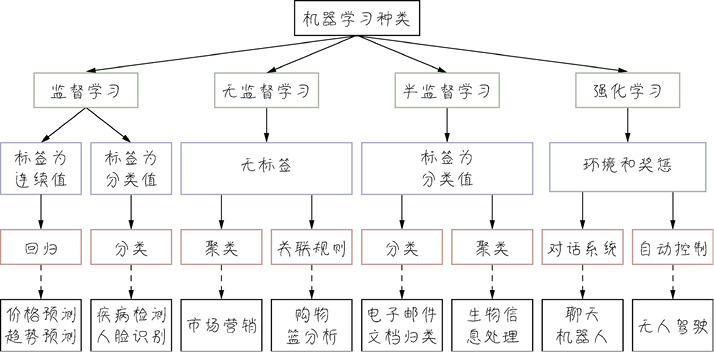 机器学习种类
监督学习
无监督学习
半监督学习
强化学习
标签为
连续值
标签为
分类值
无标签
标签为
分类值
环境和奖惩
回归
分类
聚类
关联规则
分类
聚类
对话系统
自动控制
价格预测
趋势预测
疾病检测
人脸识别
市场营销
购物
篮分析
电子邮件
文档归类
生物信
息处理
聊天
机器人
无人驾驶